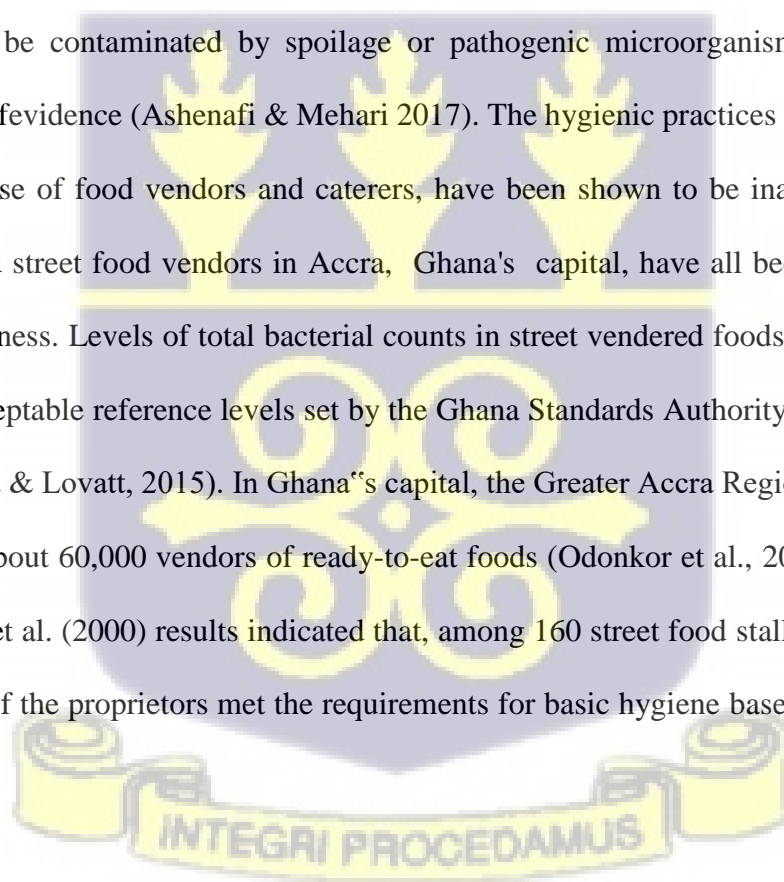 be contaminated by spoilage or pathogenic microorganism
fevidence (Ashenafi & Mehari 2017). The hygienic practices
se of food vendors and caterers, have been shown to be ina
street food vendors in Accra, Ghana's capital, have all bee
ness. Levels of total bacterial counts in street vendered foods
eptable reference levels set by the Ghana Standards Authority
& Lovatt, 2015). In Ghana‟s capital, the Greater Accra Regi
bout 60,000 vendors of ready-to-eat foods (Odonkor et al., 20
et al. (2000) results indicated that, among 160 street food stall
f the proprietors met the requirements for basic hygiene base
INTEGRI PROCEDAMUS